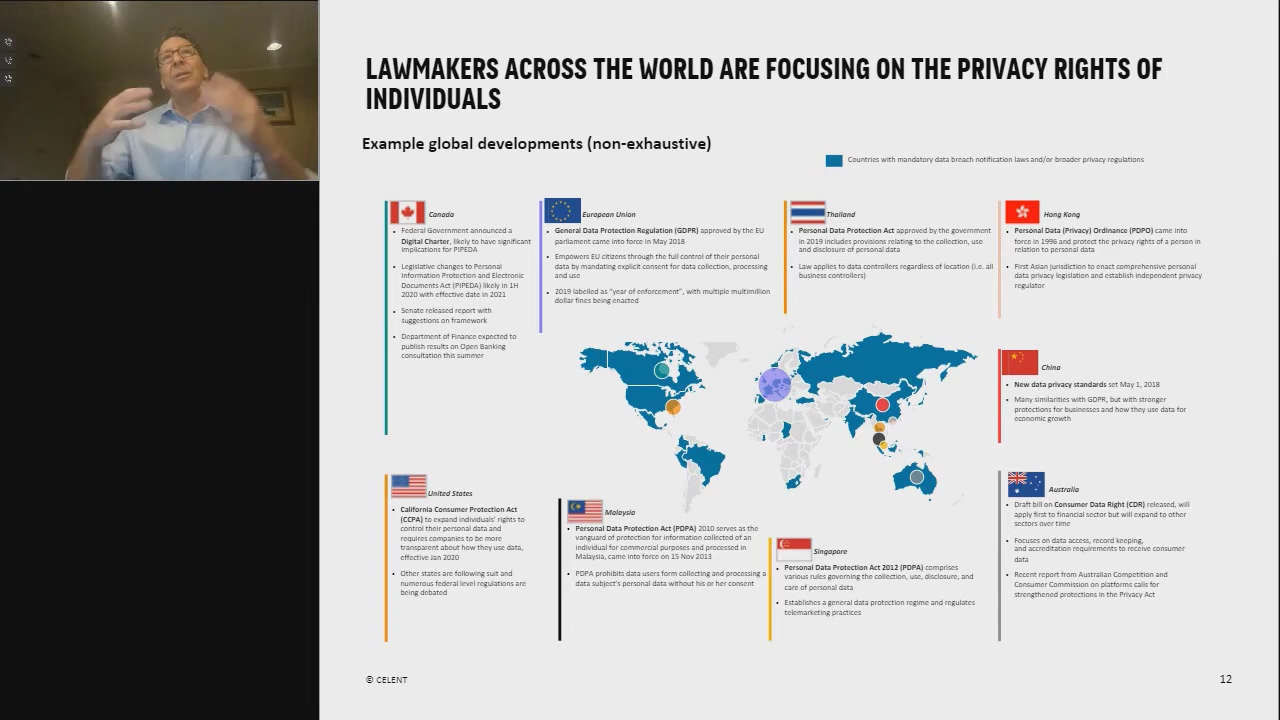 LAWMAKERS ACROSS THE WORLD ARE FOCUSING ON THE PRIVACY RIGHTS OF
INDIVIDUALS
Example global developments (non-exhaustive)
Countries with mandatory data breach notification laws and/or broader privacy regulations
Canada
• Federal Government announced a
Digital Charter, likely to have significant
implications for PIPEDA
• Legislative changes to Personal
Information Protection and Electronic
Documents Act (PIPEDA) likely in 1H
2020 with effective date in 2021
• Senate released report with
suggestions on framework
• Department of Finance expected to
publish results on Open Banking
consultation this summer
European Union
• General Data Protection Regulation (GDPR) approved by the EU
parliament came into force in May 2018
• Empowers EU citizens through the full control of their personal
data by mandating explicit consent for data collection, processing
and use
• 2019 labelled as "year of enforcement", with multiple multimillion
dollar fines being enacted
Thailand
• Personal Data Protection Act approved by the government
in 2019 includes provisions relating to the collection, use
and disclosure of personal data
• Law applies to data controllers regardless of location (i.e. all
business controllers)
Hong Kong
• Personal Data (Privacy) Ordinance (PDPO) came into
force in 1996 and protect the privacy rights of a person in
relation to personal data
• First Asian jurisdiction to enact comprehensive personal
data privacy legislation and establish independent privacy
regulator
China
• New data privacy standards set May 1, 2018
• Many similarities with GDPR, but with stronger
protections for businesses and how they use data for
economic growth
United States
• California Consumer Protection Act
(CCPA) to expand individuals' rights to
control their personal data and
requires companies to be more
transparent about how they use data,
effective Jan 2020
• Other states are following suit and
numerous federal level regulations are
being debated
Malaysia
• Personal Data Protection Act (PDPA) 2010 serves as the
vanguard of protection for information collected of an
individual for commercial purposes and processed in
Malaysia, came into force on 15 Nov 2013
• PDPA prohibits data users form collecting and processing a
data subject's personal data without his or her consent
Singapore
• Personal Data Protection Act 2012 (PDPA) comprises
various rules governing the collection, use, disclosure, and
care of personal data
• Establishes a general data protection regime and regulates
telemarketing practices
Australia
• Draft bill on Consumer Data Right (CDR) released, will
apply first to financial sector but will expand to other
sectors over time
• Focuses on data access, record keeping,
and accreditation requirements to receive consumer
data
• Recent report from Australian Competition and
Consumer Commission on platforms calls for
strengthened protections in the Privacy Act
© CELENT
12